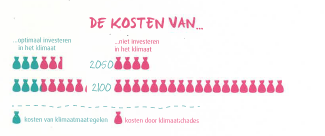 DE KOSTEN VAN...
...optimaal investeren
in het klimaat
...niet investeren
in het klimaat
2050
2100
kosten van klimaatmaatregelen
kosten door klimaatschades